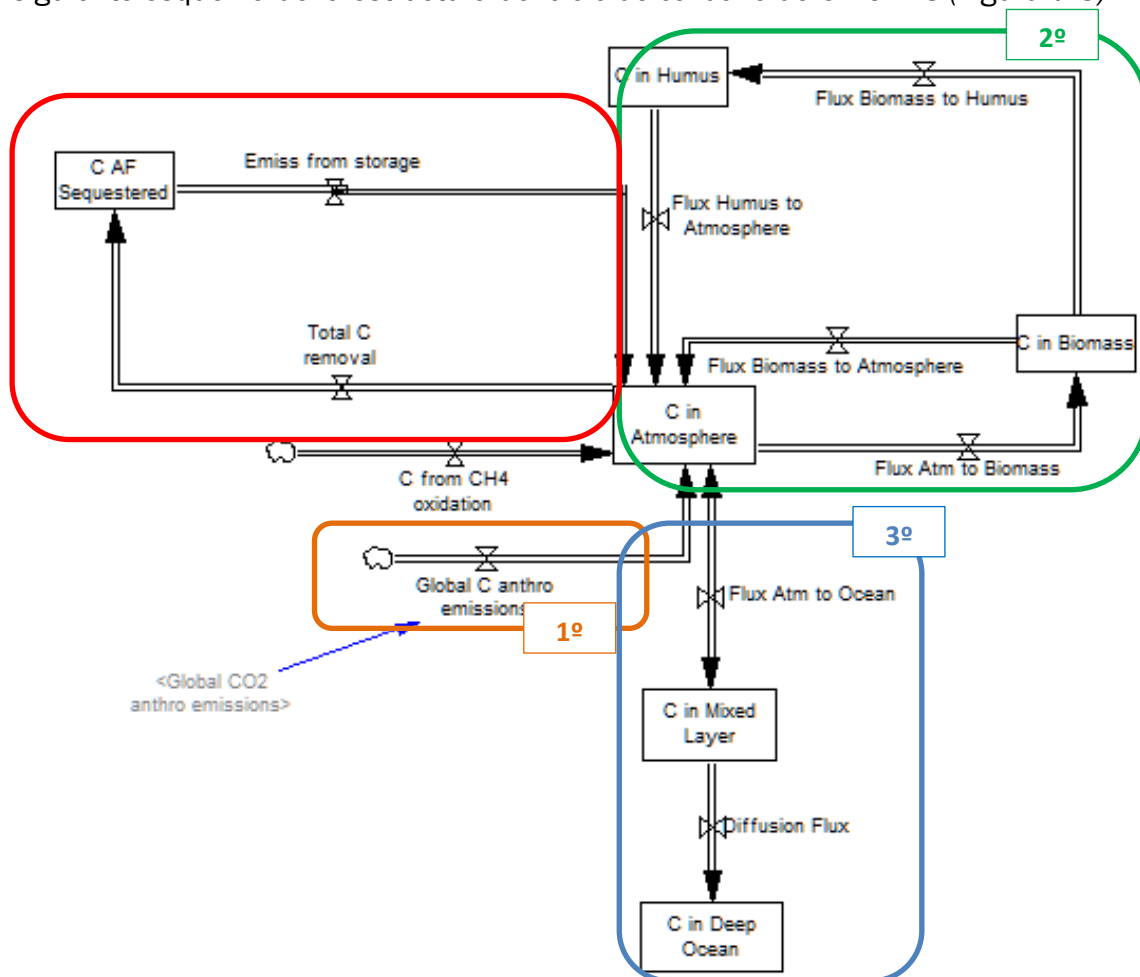 2º
C in Humus
Flux Biomass to Humus
C AF
Sequestered
Emiss from storage
Flux Humus to
Atmosphere
Total C
removal
C in Biomass
Flux Biomass to Atmosphere
C in
Atmosphere
Flux Atm to Biomass
C from CH4
oxidation
3º
Global C anthro
emissions
1º
Flux Atm to Ocean
<Global CO2
anthro emissions>
C in Mixed
Layer
Diffusion Flux
C in Deep
Ocean